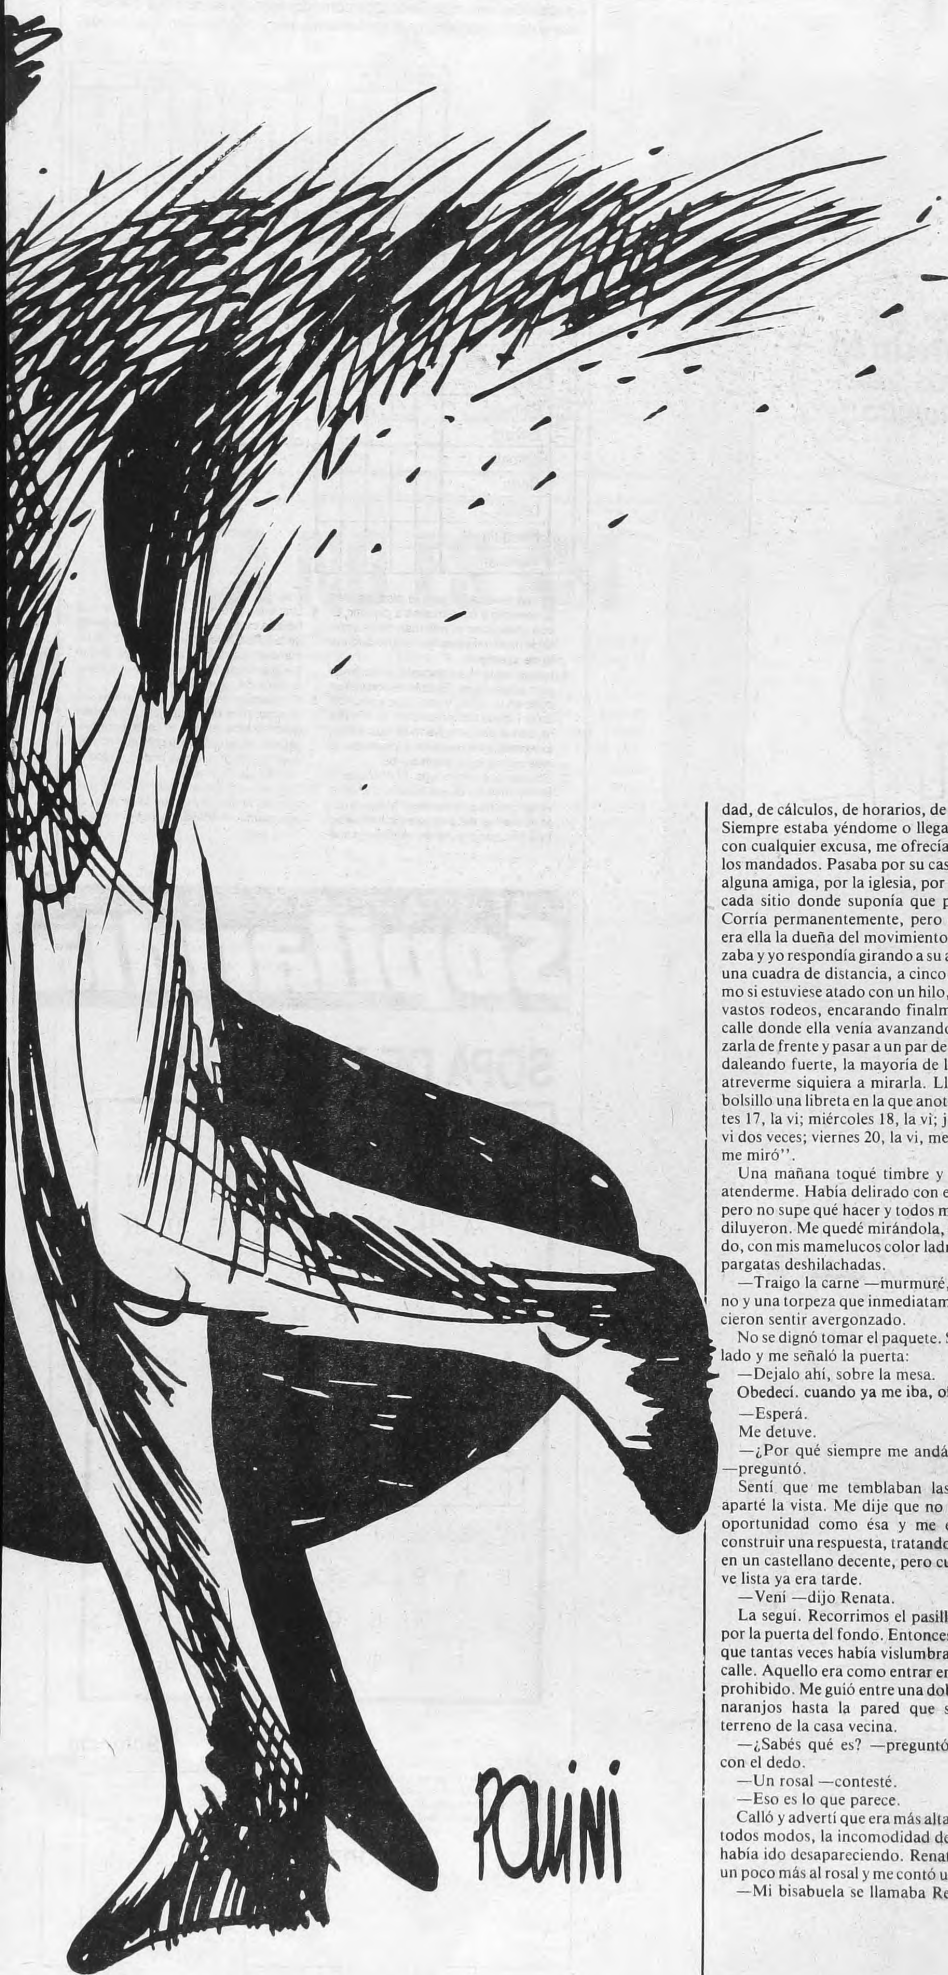 POLLINI
dad, de cálculos, de horarios, de
Siempre estaba yéndome o llega
con cualquier excusa, me ofrecía
los mandados. Pasaba por su cas
alguna amiga, por la iglesia, por
cada sitio donde suponía que p
Corría permanentemente, pero
era ella la dueña del movimiento
zaba y yo respondía girando a su a
una cuadra de distancia, a cinco
mo si estuviese atado con un hilo,
vastos rodeos, encarando finalm
calle donde ella venía avanzando
zarla de frente y pasar a un par de
daleando fuerte, la mayoría de l
atreverme siquiera a mirarla. Ll
bolsillo una libreta en la que anot
tes 17, la vi; miércoles 18, la vi; j
vi dos veces; viernes 20, la vi, me
me miró".
Una mañana toqué timbre y
atenderme. Había delirado con e
pero no supe qué hacer y todos m
diluyeron. Me quedé mirándola,
do, con mis mamelucos color ladr
pargatas deshilachadas.
—Traigo la carne —murmuré,
no y una torpeza que inmediatam
cieron sentir avergonzado.
No se dignó tomar el paquete. S
lado y me señaló la puerta:
—Dejalo ahí, sobre la mesa.
Obedecí. cuando ya me iba, oí
—Esperá.
Me detuve.
—¿Por qué siempre me andá
—preguntó.
Sentí que me temblaban las
aparté la vista. Me dije que no
oportunidad como ésa y me
construir una respuesta, tratando
en un castellano decente, pero cu
ve lista ya era tarde.
—Vení —dijo Renata.
La seguí. Recorrimos el pasill
por la puerta del fondo. Entonces
que tantas veces había vislumbra
calle. Aquello era como entrar en
prohibido. Me guió entre una dob
naranjos hasta la pared que s
terreno de la casa vecina.
—¿Sabés qué es? —preguntó
con el dedo.
—Un rosal —contesté.
—Eso es lo que parece.
Calló y advertí que era más alta
todos modos, la incomodidad de
había ido desapareciendo. Renat
un poco más al rosal y me contó u
—Mi bisabuela se llamaba Re